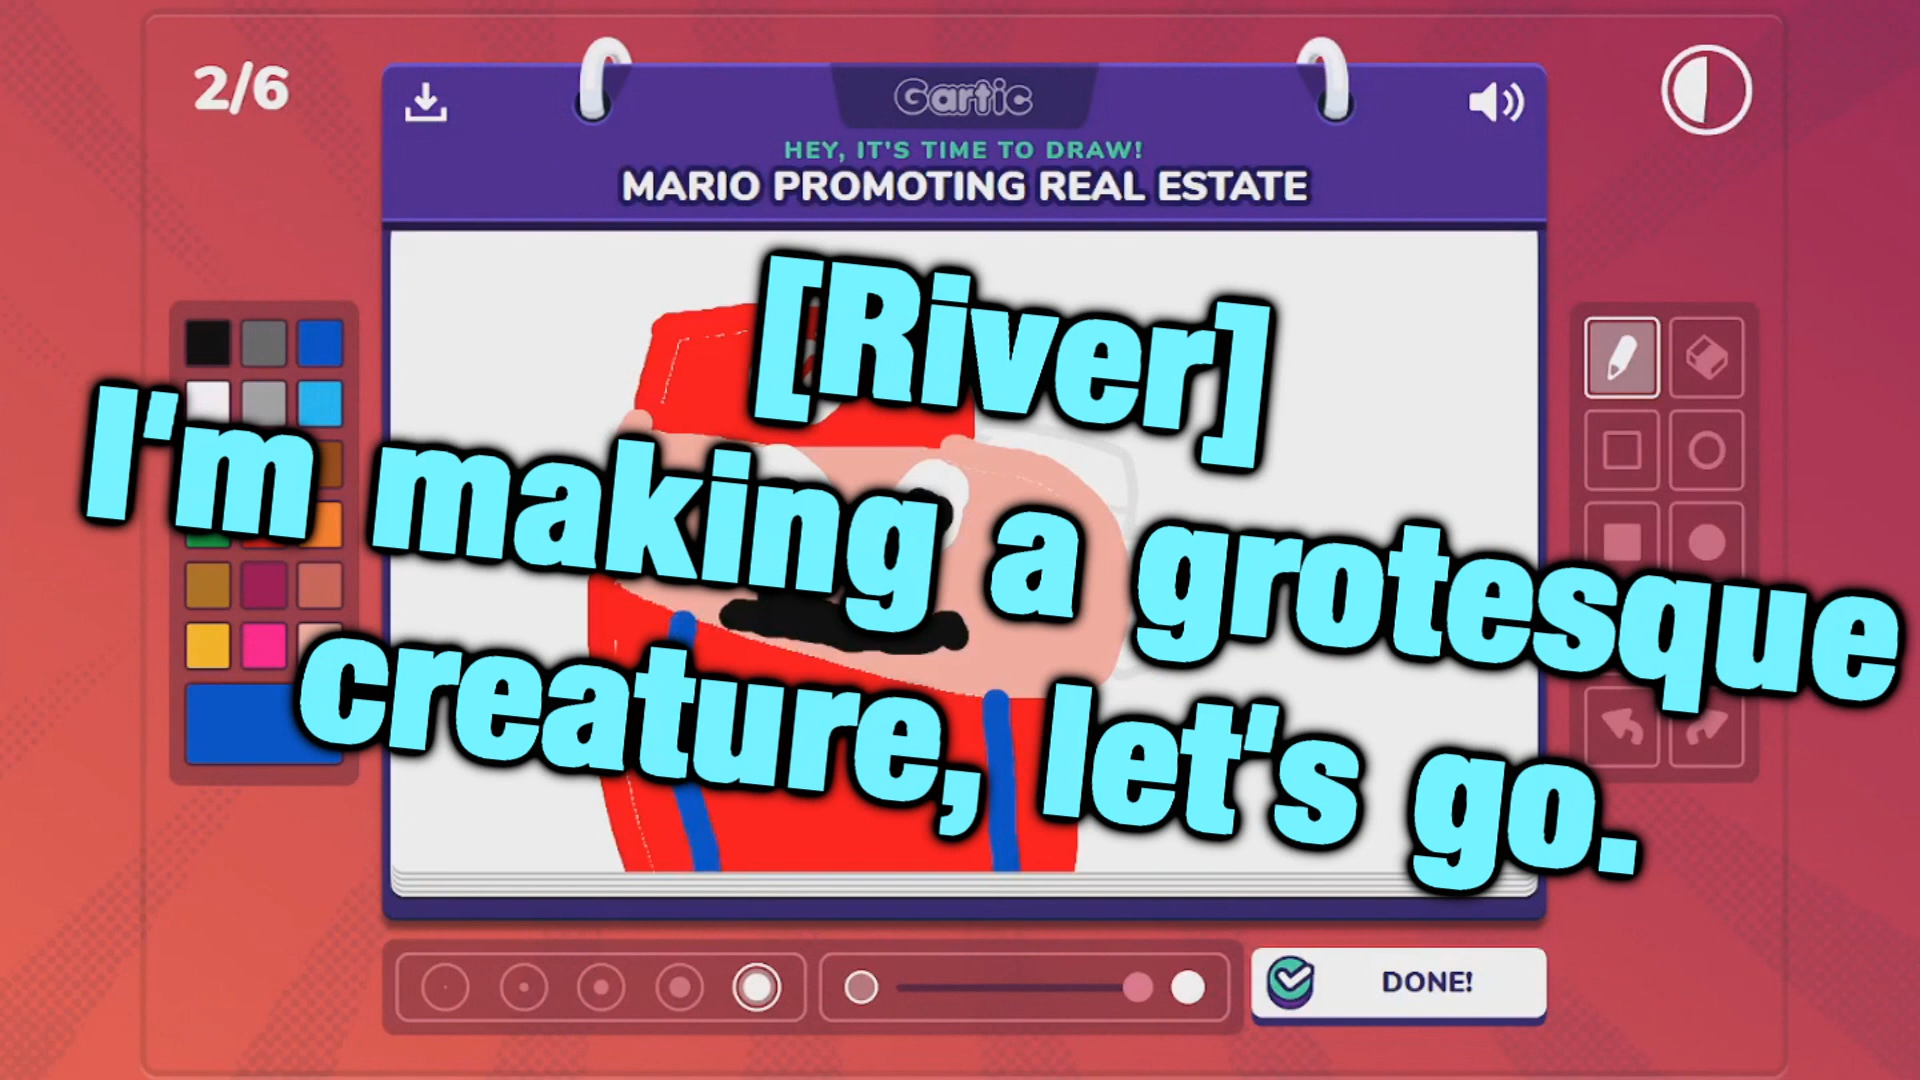 2/6
Gartic
HEY, IT'S TIME TO DRAW!
MARIO PROMOTING REAL ESTATE
[River]
I'm making a grotesque
creature, let's go.
DONE!